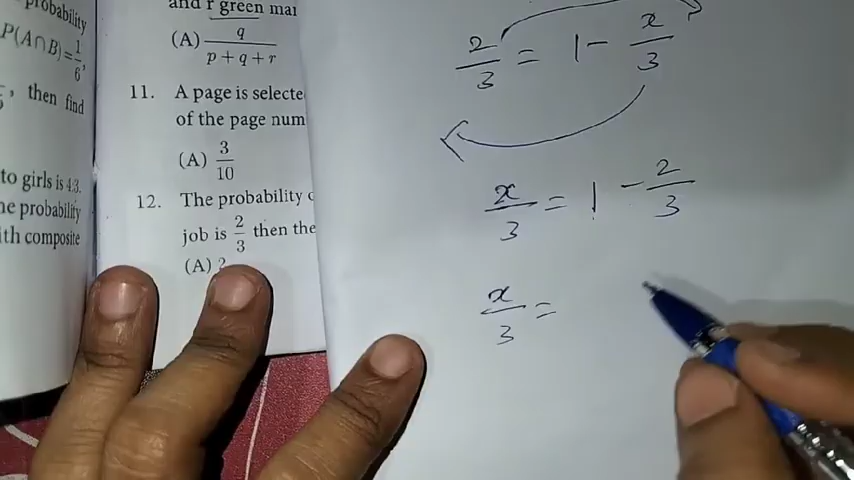 probability
P(A∩B)=1/6,
, then find
to girls is 4:3.
probability
ith composite
and r green mar
(A) q/(p+q+r)
11. A page is selecte
of the page num
(A) 3/10
12. The probability
job is 2/3 then the
(A) 2
2/3 = 1 - x/3
x/3 = 1 - 2/3
x/3 =